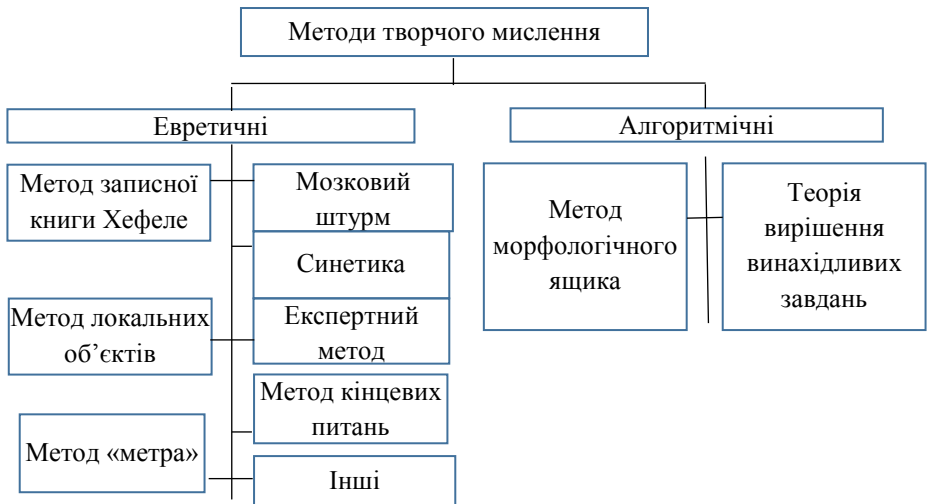 Методи творчого мислення
Евретичні
Алгоритмічні
Метод записної
книги Хефеле
Мозковий
штурм
Синетика
Метод локальних
об’єктів
Експертний
метод
Метод кінцевих
питань
Метод «метра»
Інші
Метод
морфологічного
ящика
Теорія
вирішення
винахідливих
завдань